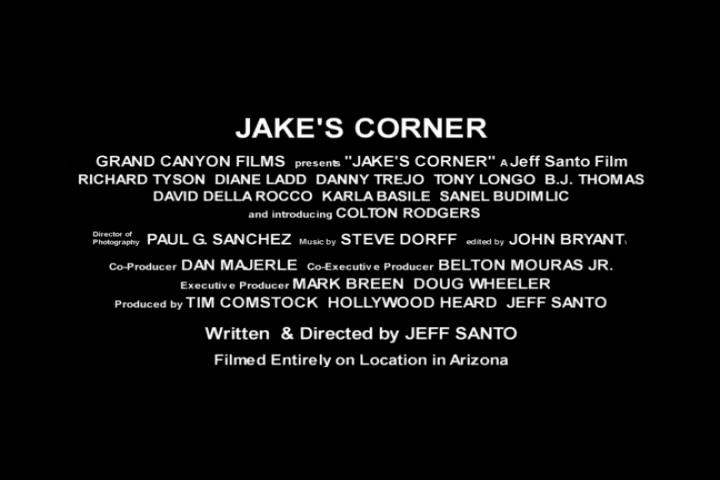 JAKE'S CORNER
GRAND CANYON FILMS presents "JAKE'S CORNER" A Jeff Santo Film
RICHARD TYSON DIANE LADD DANNY TREJO TONY LONGO B.J. THOMAS
DAVID DELLA ROCCO KARLA BASILE SANEL BUDIMLIC
and introducing COLTON RODGERS
Director of Photography PAUL G. SANCHEZ Music by STEVE DORFF edited by JOHN BRYANT
Co-Producer DAN MAJERLE Co-Executive Producer BELTON MOURAS JR.
Executive Producer MARK BREEN DOUG WHEELER
Produced by TIM COMSTOCK HOLLYWOOD HEARD JEFF SANTO
Written & Directed by JEFF SANTO
Filmed Entirely on Location in Arizona